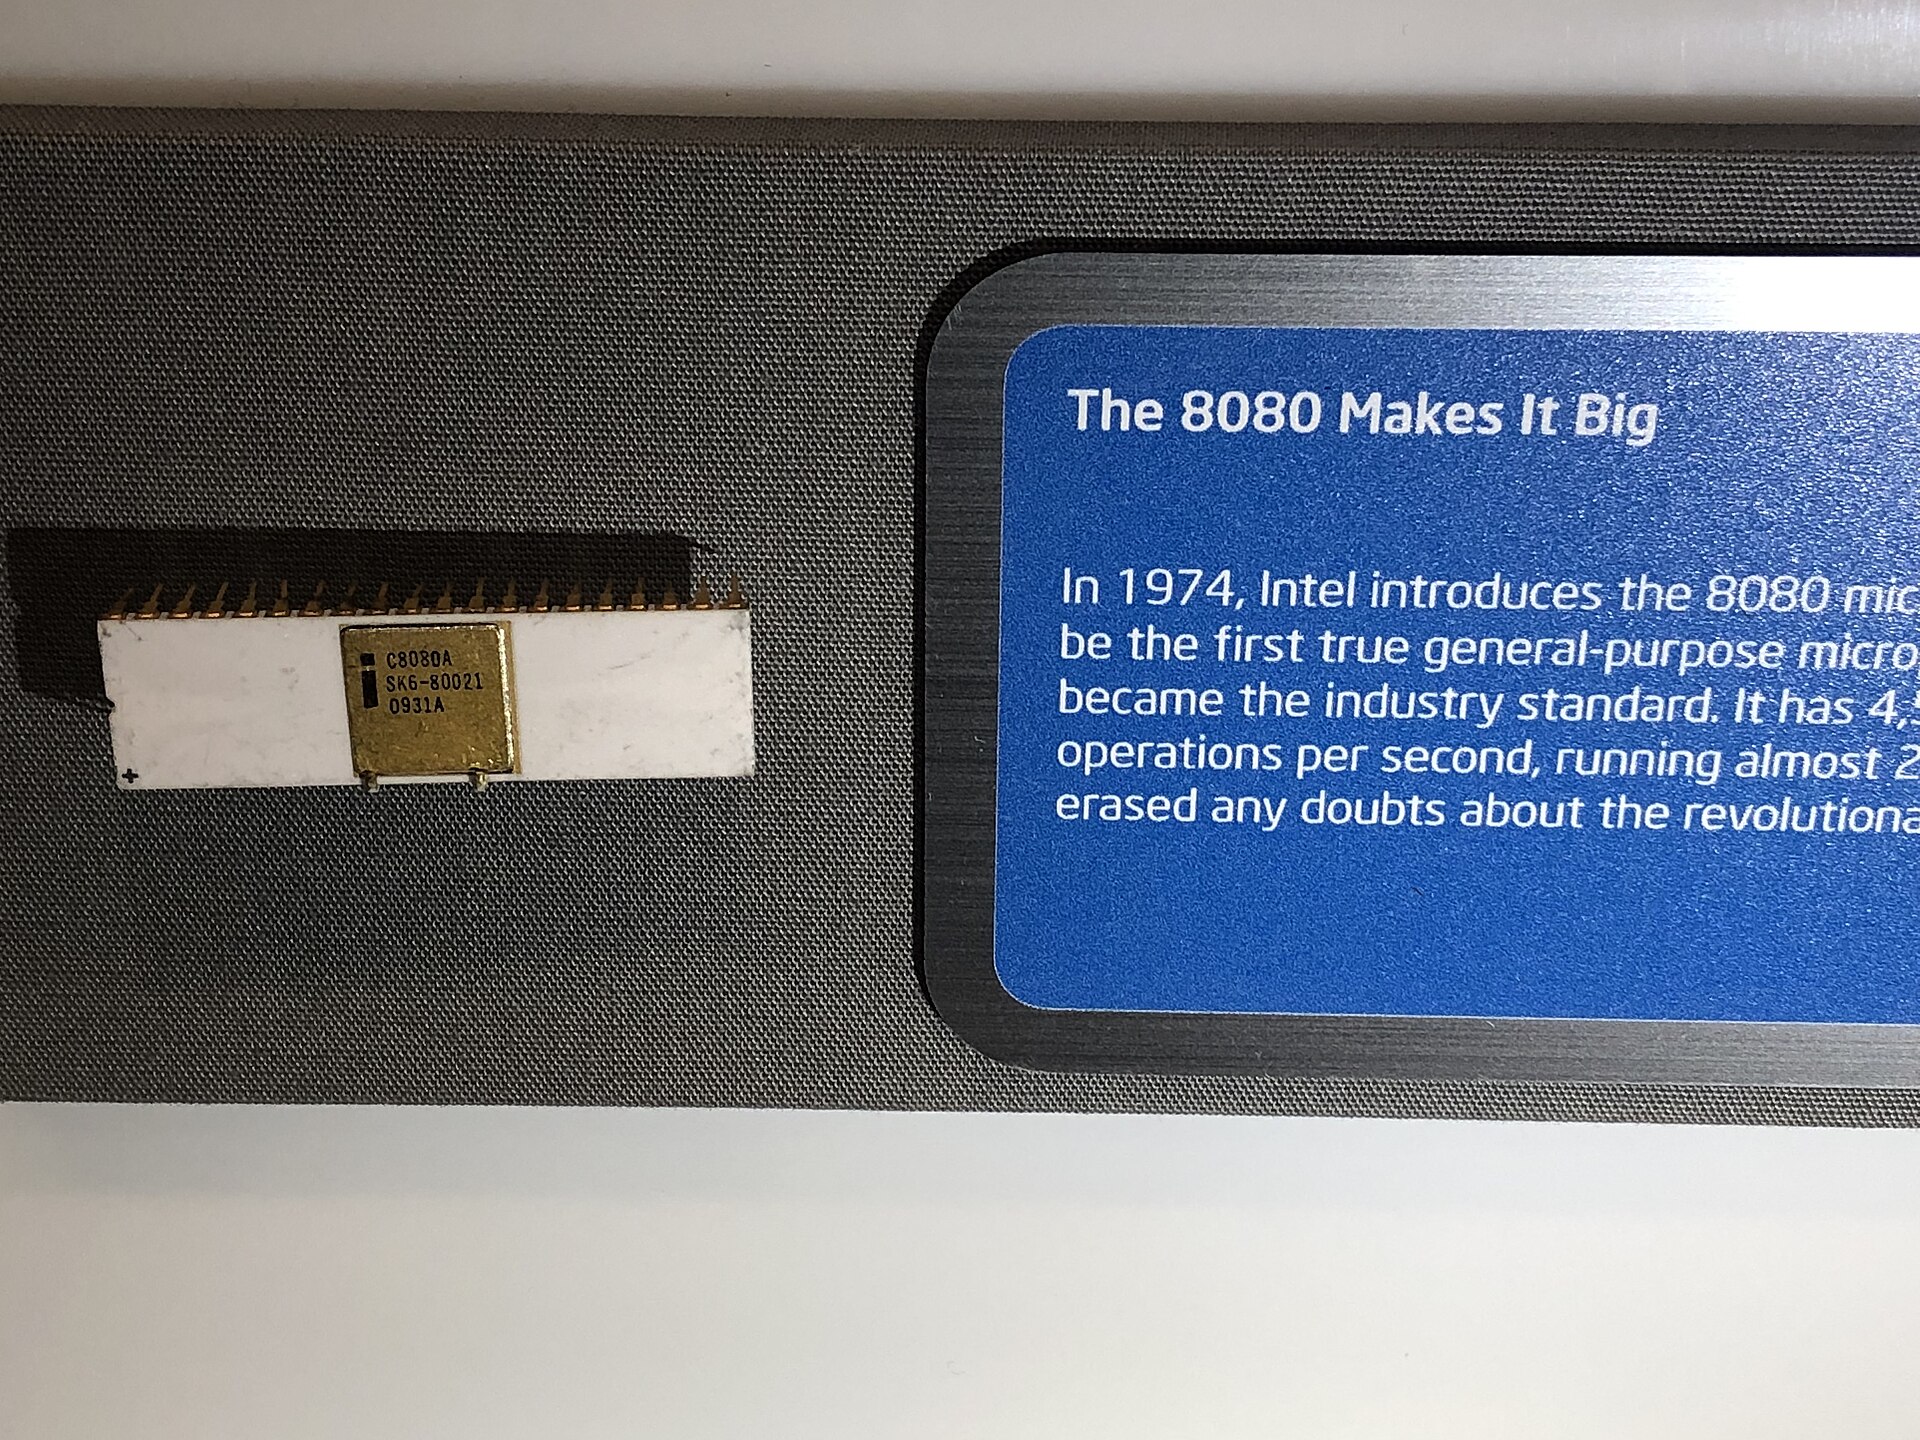 C8080A
SK6-80021
0931A
+
The 8080 Makes It Big
In 1974, Intel introduces the 8080
be the first true general-purpose
became the industry standard. It has
operations per second, running almost
erased any doubts about the